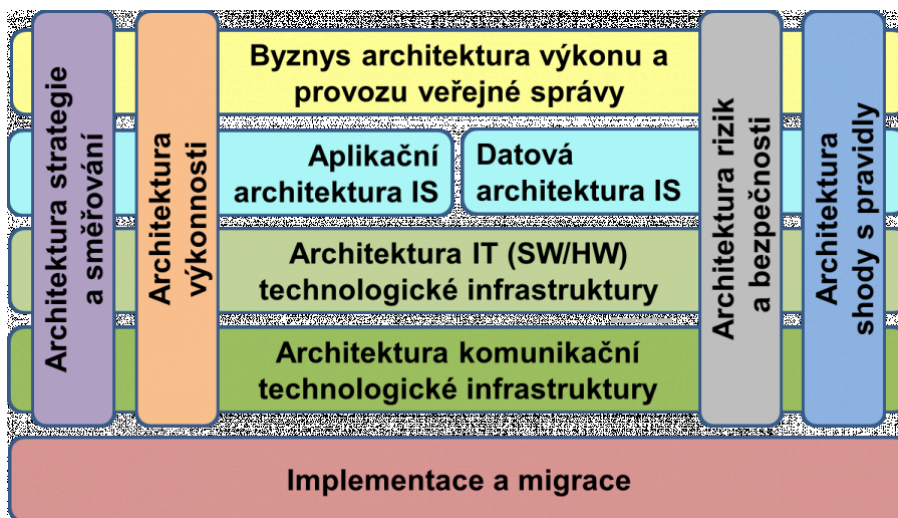 Byznys architektura výkonu a
provozu veřejné správy
Aplikační
architektura IS
Datová
architektura IS
Architektura IT (SW/HW)
technologické infrastruktury
Architektura komunikační
technologické infrastruktury
Architektura strategie
a směřování
Architektura
výkonnosti
Architektura rizik
a bezpečnosti
Architektura
shody s pravidly
Implementace a migrace